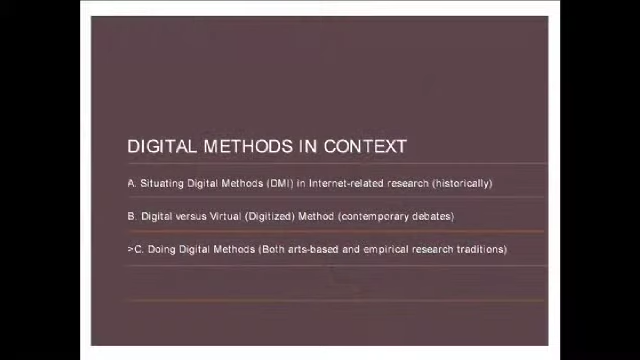 DIGITAL METHODS IN CONTEXT
A. Situating Digital Methods (DMI) in Internet-related research (historically)
B. Digital versus Virtual (Digitized) Method (contemporary debates)
>C. Doing Digital Methods (Both arts-based and empirical research traditions)